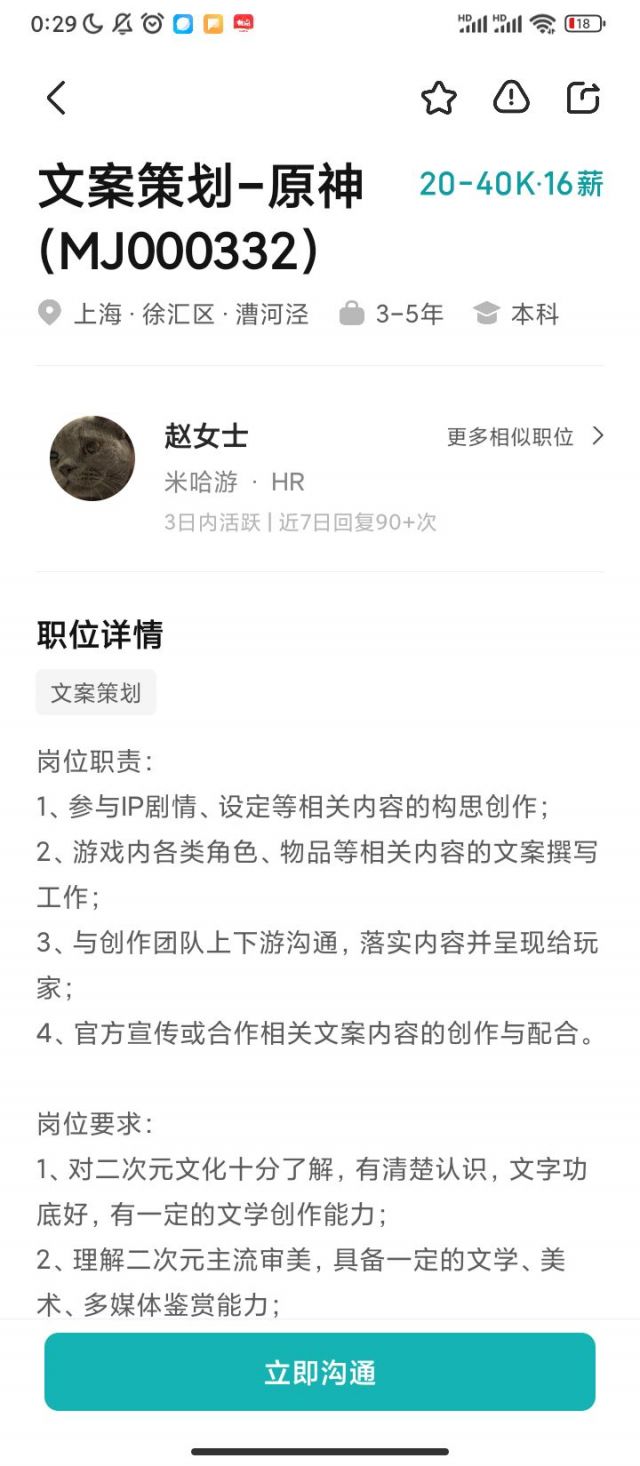 0:29
HD HD 18
文案策划-原神 20-40K·16薪
(MJ000332)
上海·徐汇区·漕河泾 3-5年 本科
赵女士 更多相似职位
米哈游 · HR
3日内活跃 | 近7日回复90+次
职位详情
文案策划
岗位职责:
1、参与IP剧情、设定等相关内容的构思创作;
2、游戏内各类角色、物品等相关内容的文案撰写
工作;
3、与创作团队上下游沟通, 落实内容并呈现给玩
家;
4、官方宣传或合作相关文案内容的创作与配合。
岗位要求:
1、对二次元文化十分了解, 有清楚认识, 文字功
底好, 有一定的文学创作能力;
2、理解二次元主流审美, 具备一定的文学、美
术、多媒体鉴赏能力;
立即沟通